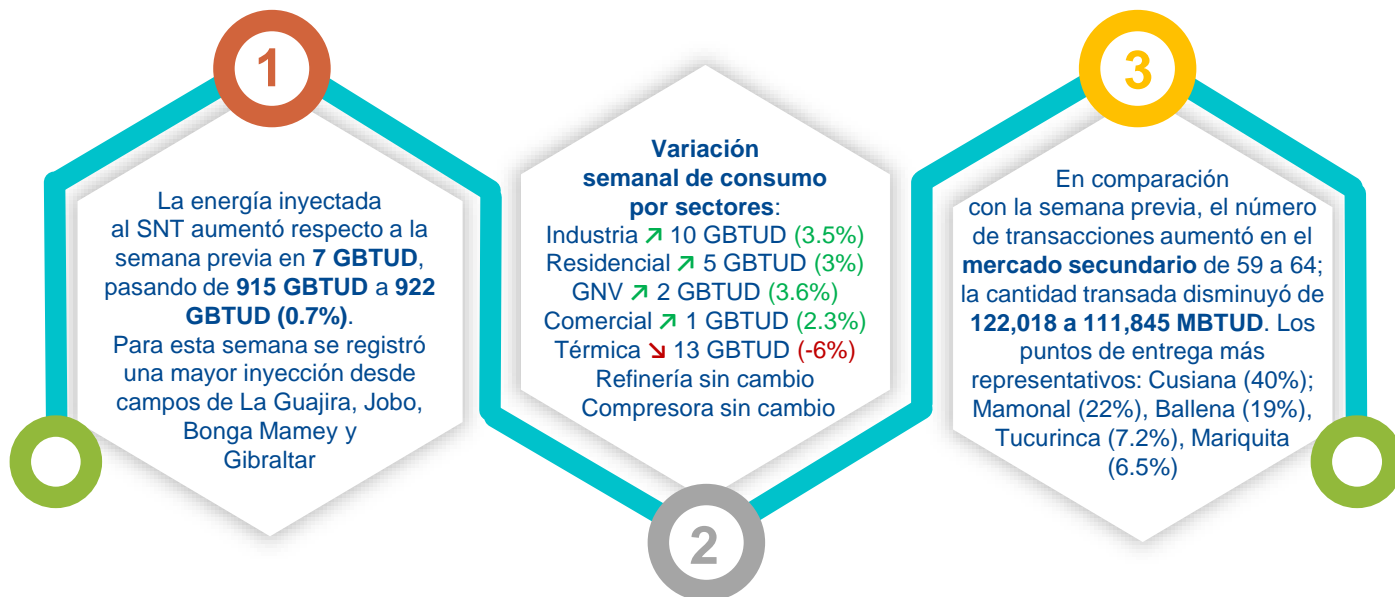 1
La energía inyectada
al SNT aumentó respecto a la
semana previa en 7 GBTUD,
pasando de 915 GBTUD a 922
GBTUD (0.7%).
Para esta semana se registró
una mayor inyección desde
campos de La Guajira, Jobo,
Bonga Mamey y
Gibraltar
Variación
semanal de consumo
por sectores:
Industria ↗ 10 GBTUD (3.5%)
Residencial ↗ 5 GBTUD (3%)
GNV ↗ 2 GBTUD (3.6%)
Comercial ↗ 1 GBTUD (2.3%)
Térmica ↘ 13 GBTUD (-6%)
Refinería sin cambio
Compresora sin cambio
2
3
En comparación
con la semana previa, el número
de transacciones aumentó en el
mercado secundario de 59 a 64;
la cantidad transada disminuyó de
122,018 a 111,845 MBTUD. Los
puntos de entrega más
representativos: Cusiana (40%);
Mamonal (22%), Ballena (19%),
Tucurinca (7.2%), Mariquita
(6.5%)